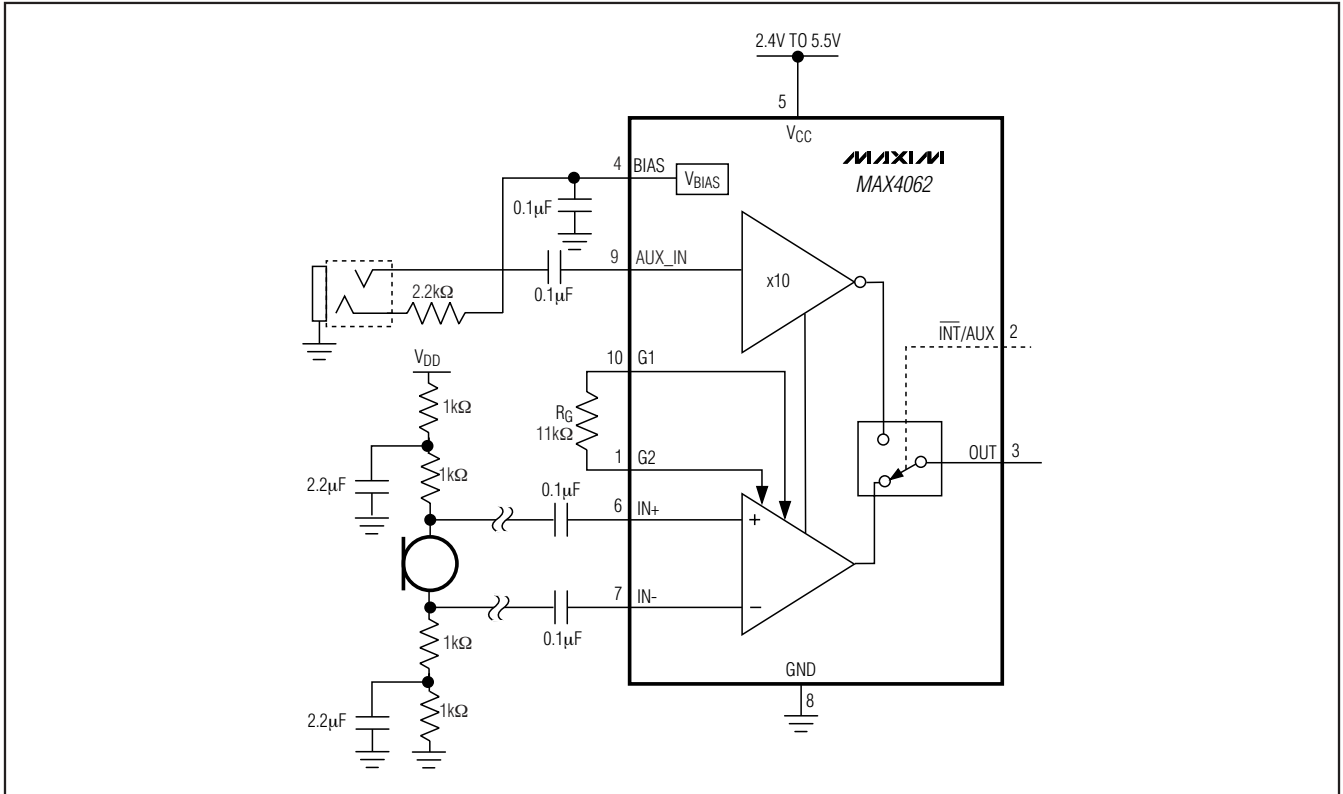 2.4V TO 5.5V
5
VCC
MAXIM
MAX4062
4 BIAS
VBIAS
0.1µF
9 AUX_IN
x10
0.1µF
2.2kΩ
I̅N̅T̅/AUX 2
VDD
10 G1
1kΩ
RG
11kΩ
1 G2
OUT 3
1kΩ
2.2µF
0.1µF
6 IN+
+
7 IN-
−
0.1µF
1kΩ
GND
8
2.2µF
1kΩ